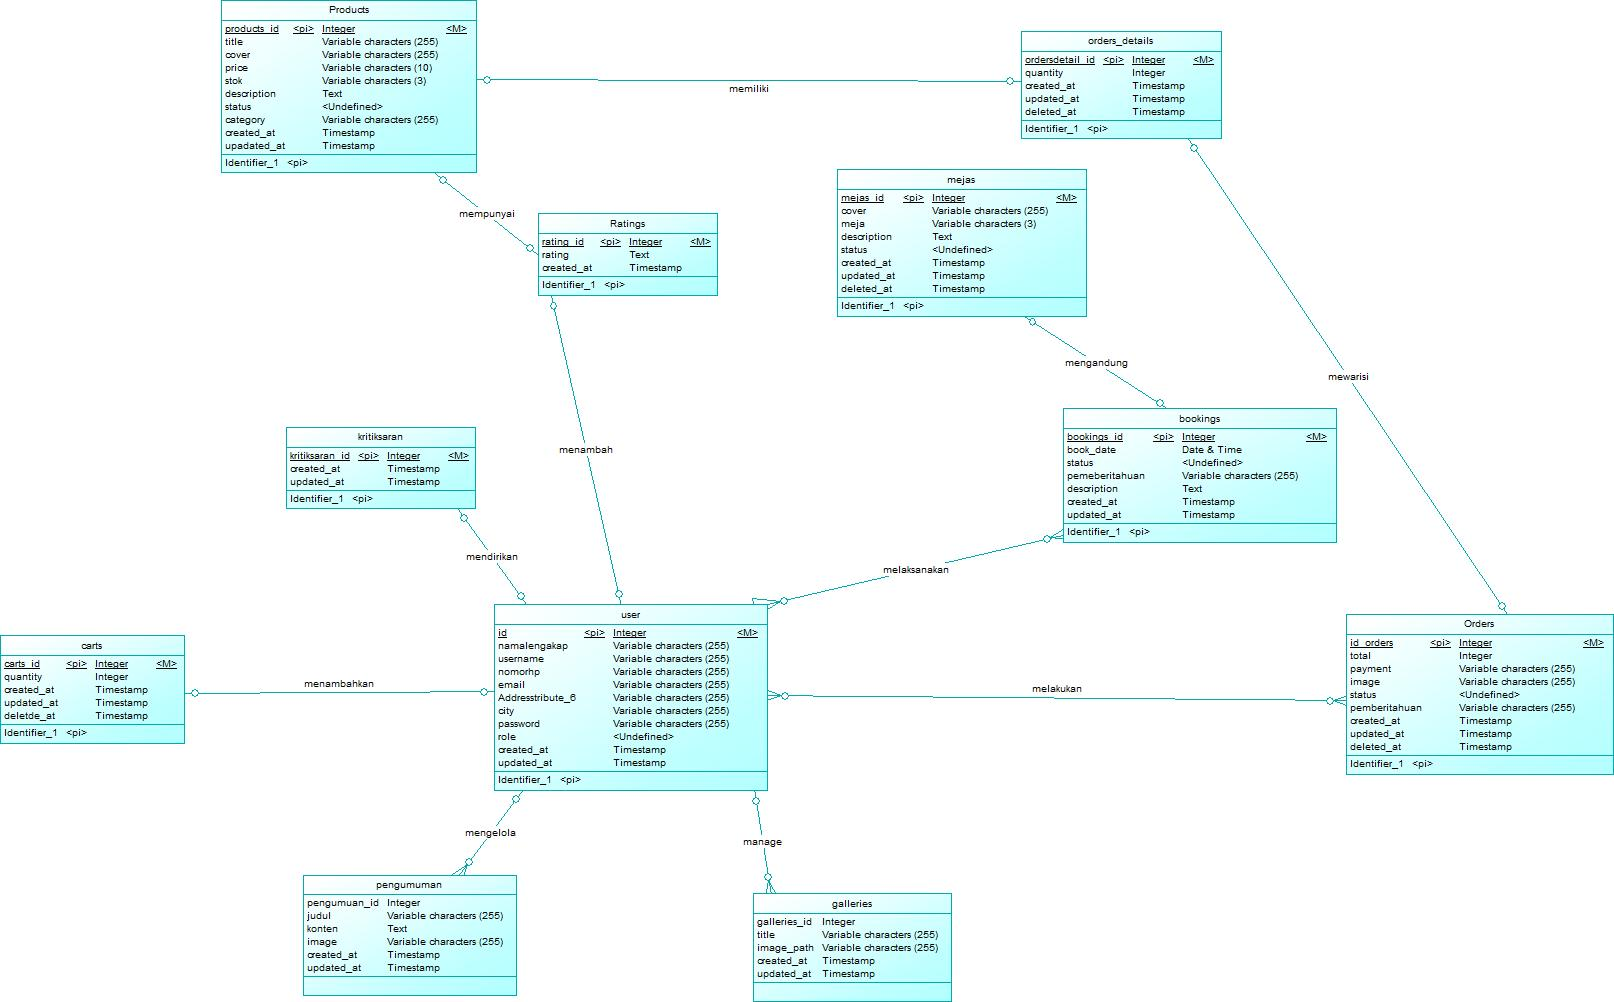 Products
products_id <pi> Integer <M>
title Variable characters (255)
cover Variable characters (255)
price Variable characters (10)
stok Variable characters (3)
description Text
status <Undefined>
category Variable characters (255)
created_at Timestamp
upadated_at Timestamp
Identifier_1 <pi>
memiliki
orders_details
ordersdetail_id <pi> Integer <M>
quantity Integer
created_at Timestamp
updated_at Timestamp
deleted_at Timestamp
Identifier_1 <pi>
mempunyai
Ratings
rating_id <pi> Integer <M>
rating Text
created_at Timestamp
Identifier_1 <pi>
mejas
mejas_id <pi> Integer <M>
cover Variable characters (255)
meja Variable characters (3)
description Text
status <Undefined>
created_at Timestamp
updated_at Timestamp
deleted_at Timestamp
Identifier_1 <pi>
mengandung
mewarisi
bookings
bookings_id <pi> Integer <M>
book_date Date & Time
status <Undefined>
pemeberitahuan Variable characters (255)
description Text
created_at Timestamp
updated_at Timestamp
Identifier_1 <pi>
kritiksaran
kritiksaran_id <pi> Integer <M>
created_at Timestamp
updated_at Timestamp
Identifier_1 <pi>
menambah
mendirikan
melaksanakan
user
id <pi> Integer <M>
namalengakap Variable characters (255)
username Variable characters (255)
nomorhp Variable characters (255)
email Variable characters (255)
Addresstribute_6 Variable characters (255)
city Variable characters (255)
password Variable characters (255)
role <Undefined>
created_at Timestamp
updated_at Timestamp
Identifier_1 <pi>
carts
carts_id <pi> Integer <M>
quantity Integer
created_at Timestamp
updated_at Timestamp
deletde_at Timestamp
Identifier_1 <pi>
menambahkan
melakukan
Orders
id_orders <pi> Integer <M>
total Integer
payment Variable characters (255)
image Variable characters (255)
status <Undefined>
pemberitahuan Variable characters (255)
created_at Timestamp
updated_at Timestamp
deleted_at Timestamp
Identifier_1 <pi>
mengelola
manage
pengumuman
pengumuan_id Integer
judul Variable characters (255)
konten Text
image Variable characters (255)
created_at Timestamp
updated_at Timestamp
galleries
galleries_id Integer
title Variable characters (255)
image_path Variable characters (255)
created_at Timestamp
updated_at Timestamp